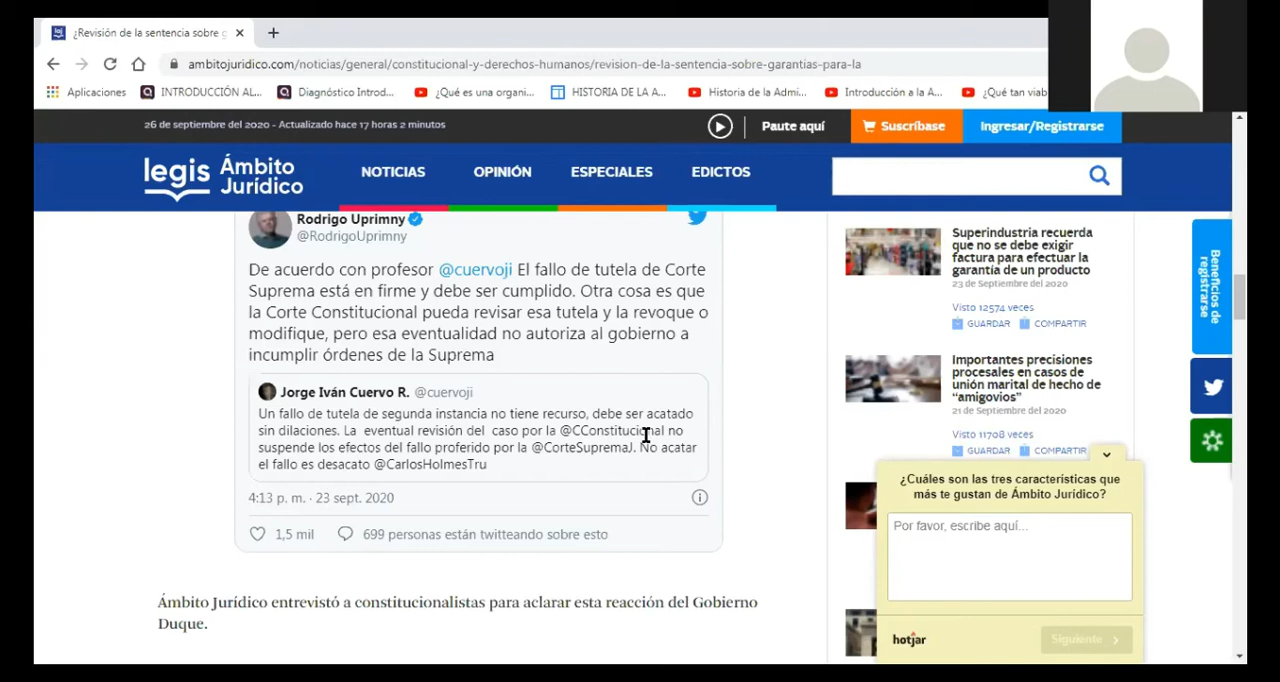 ¿Revisión de la sentencia sobre g
ambitojuridico.com/noticias/general/constitucional-y-derechos-humanos/revision-de-la-sentencia-sobre-garantias-para-la
Aplicaciones
INTRODUCCIÓN AL...
Diagnóstico Introd...
¿Qué es una organi...
HISTORIA DE LA A...
Historia de la Admi...
Introducción a la A...
¿Qué tan viab
26 de septiembre del 2020 - Actualizado hace 17 horas 2 minutos
Paute aquí
Suscríbase
Ingresar/Registrarse
legis
Ámbito
Jurídico
NOTICIAS
OPINIÓN
ESPECIALES
EDICTOS
Rodrigo Uprimny
@RodrigoUprimny
De acuerdo con profesor @cuervoji El fallo de tutela de Corte
Suprema está en firme y debe ser cumplido. Otra cosa es que
la Corte Constitucional pueda revisar esa tutela y la revoque o
modifique, pero esa eventualidad no autoriza al gobierno a
incumplir órdenes de la Suprema
Jorge Iván Cuervo R. @cuervoji
Un fallo de tutela de segunda instancia no tiene recurso, debe ser acatado
sin dilaciones. La eventual revisión del caso por la @CConstitucional no
suspende los efectos del fallo proferido por la @CorteSupremaJ. No acatar
el fallo es desacato @CarlosHolmesTru
4:13 p. m. · 23 sept. 2020
1,5 mil
699 personas están twitteando sobre esto
Ámbito Jurídico entrevistó a constitucionalistas para aclarar esta reacción del Gobierno
Duque.
Superindustria recuerda
que no se debe exigir
factura para efectuar la
garantía de un producto
23 de Septiembre del 2020
Visto 12574 veces
GUARDAR
COMPARTIR
Importantes precisiones
procesales en casos de
unión marital de hecho de
“amigovios”
21 de Septiembre del 2020
Visto 11708 veces
GUARDAR
COMPARTIR
Beneficios de
registrarse
¿Cuáles son las tres características que
más te gustan de Ámbito Jurídico?
Por favor, escribe aquí...
hotjar
Siguiente